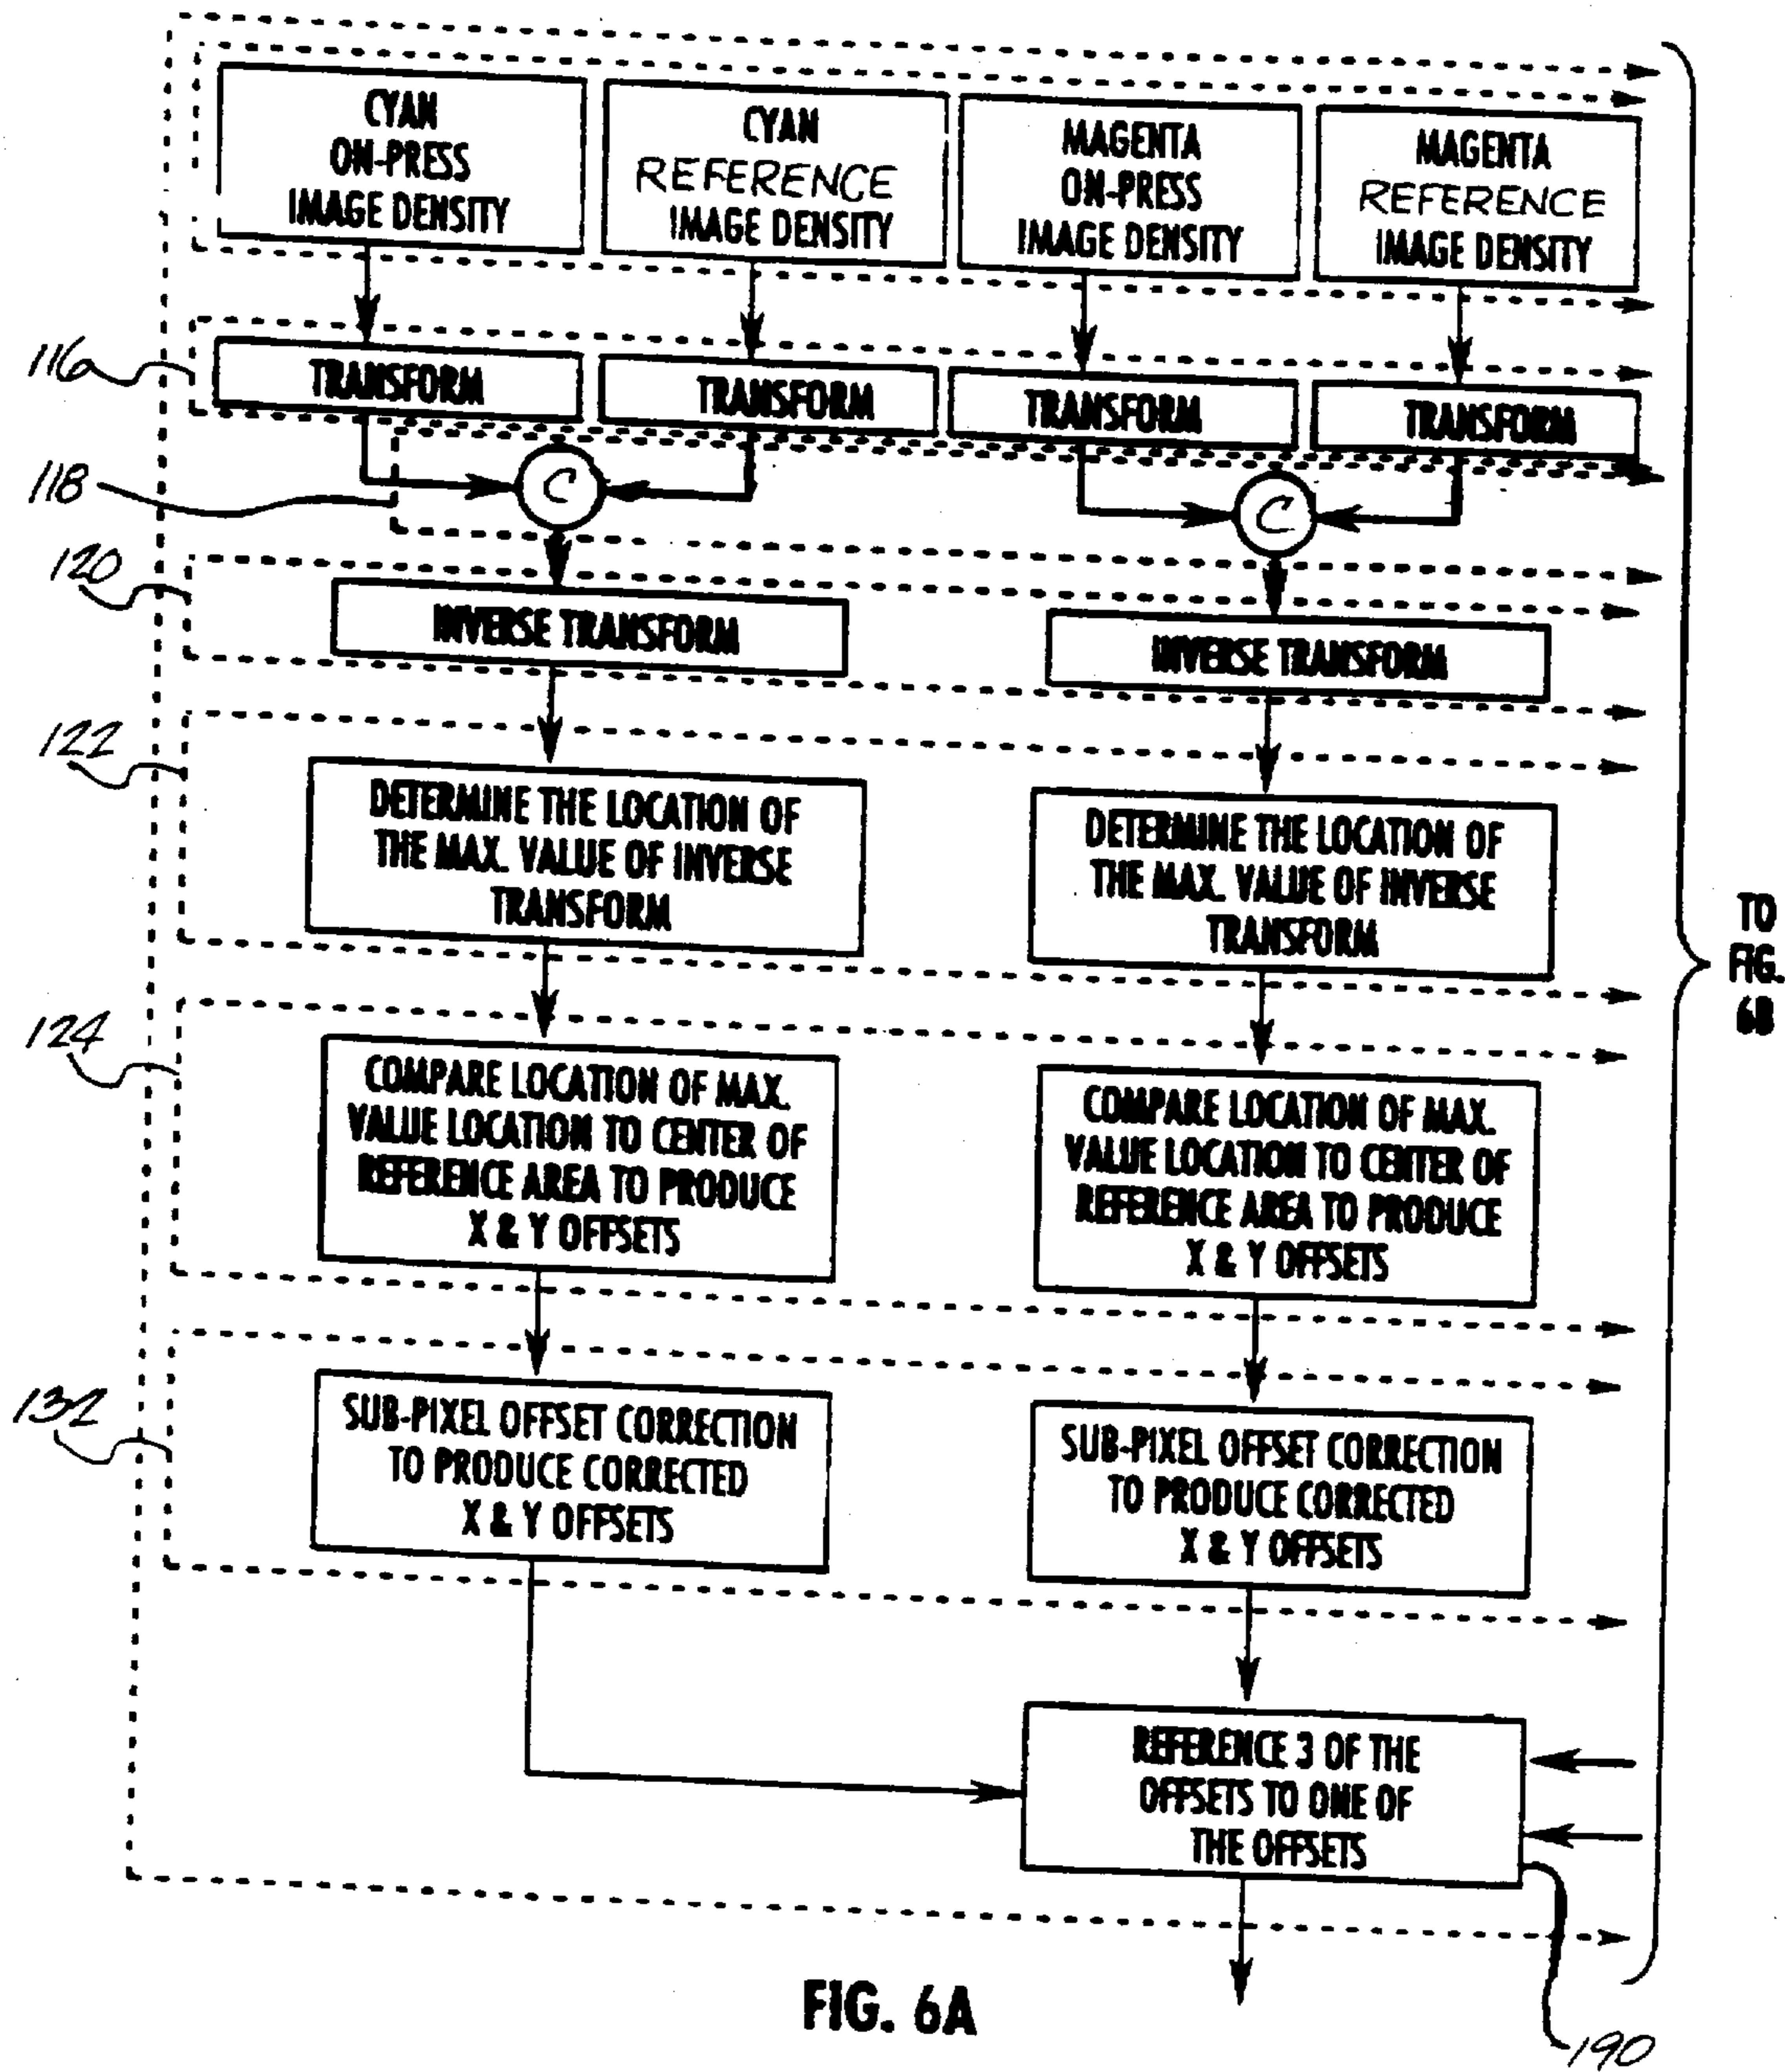 CYAN
ON-PRESS
IMAGE DENSITY
CYAN
REFERENCE
IMAGE DENSITY
MAGENTA
ON-PRESS
IMAGE DENSITY
MAGENTA
REFERENCE
IMAGE DENSITY
116
TRANSFORM
TRANSFORM
TRANSFORM
TRANSFORM
118
C
C
120
INVERSE TRANSFORM
INVERSE TRANSFORM
122
DETERMINE THE LOCATION OF
THE MAX. VALUE OF INVERSE
TRANSFORM
DETERMINE THE LOCATION OF
THE MAX. VALUE OF INVERSE
TRANSFORM
TO
FIG.
6B
124
COMPARE LOCATION OF MAX.
VALUE LOCATION TO CENTER OF
REFERENCE AREA TO PRODUCE
X & Y OFFSETS
COMPARE LOCATION OF MAX.
VALUE LOCATION TO CENTER OF
REFERENCE AREA TO PRODUCE
X & Y OFFSETS
132
SUB-PIXEL OFFSET CORRECTION
TO PRODUCE CORRECTED
X & Y OFFSETS
SUB-PIXEL OFFSET CORRECTION
TO PRODUCE CORRECTED
X & Y OFFSETS
REFERENCE 3 OF THE
OFFSETS TO ONE OF
THE OFFSETS
190
FIG. 6A